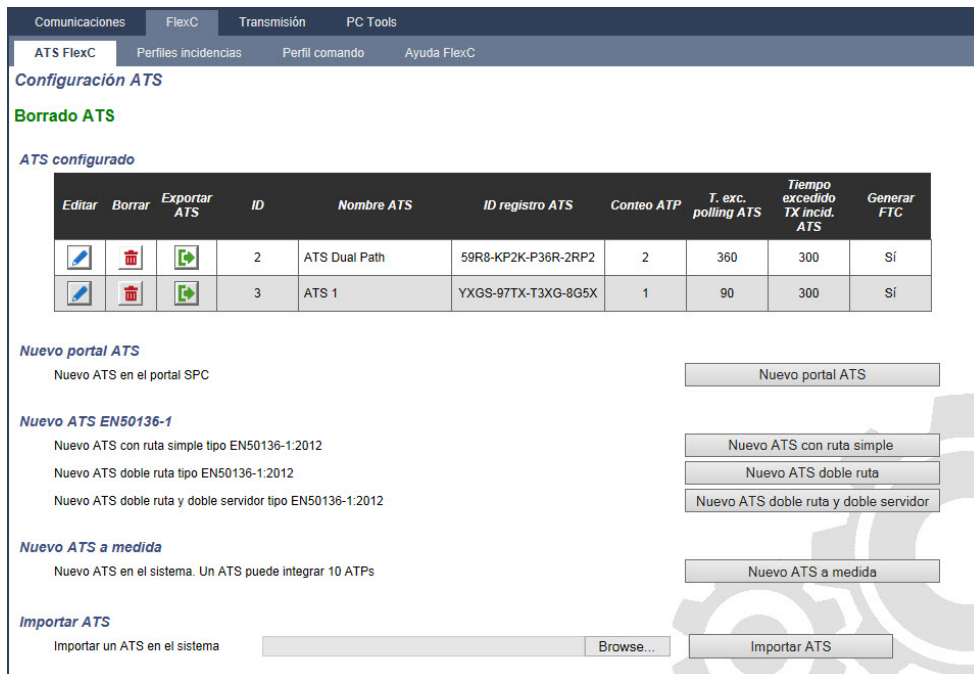 Comunicaciones FlexC Transmisión PC Tools
ATS FlexC Perfiles incidencias Perfil comando Ayuda FlexC
Configuración ATS
Borrado ATS
ATS configurado
Editar Borrar Exportar ATS ID Nombre ATS ID registro ATS Conteo ATP T. exc. polling ATS Tiempo excedido TX incid. ATS Generar FTC
2 ATS Dual Path 59R8-KP2K-P36R-2RP2 2 360 300 Sí
3 ATS 1 YXGS-97TX-T3XG-8G5X 1 90 300 Sí
Nuevo portal ATS
Nuevo ATS en el portal SPC Nuevo portal ATS
Nuevo ATS EN50136-1
Nuevo ATS con ruta simple tipo EN50136-1:2012 Nuevo ATS con ruta simple
Nuevo ATS doble ruta tipo EN50136-1:2012 Nuevo ATS doble ruta
Nuevo ATS doble ruta y doble servidor tipo EN50136-1:2012 Nuevo ATS doble ruta y doble servidor
Nuevo ATS a medida
Nuevo ATS en el sistema. Un ATS puede integrar 10 ATPs Nuevo ATS a medida
Importar ATS
Importar un ATS en el sistema Browse... Importar ATS